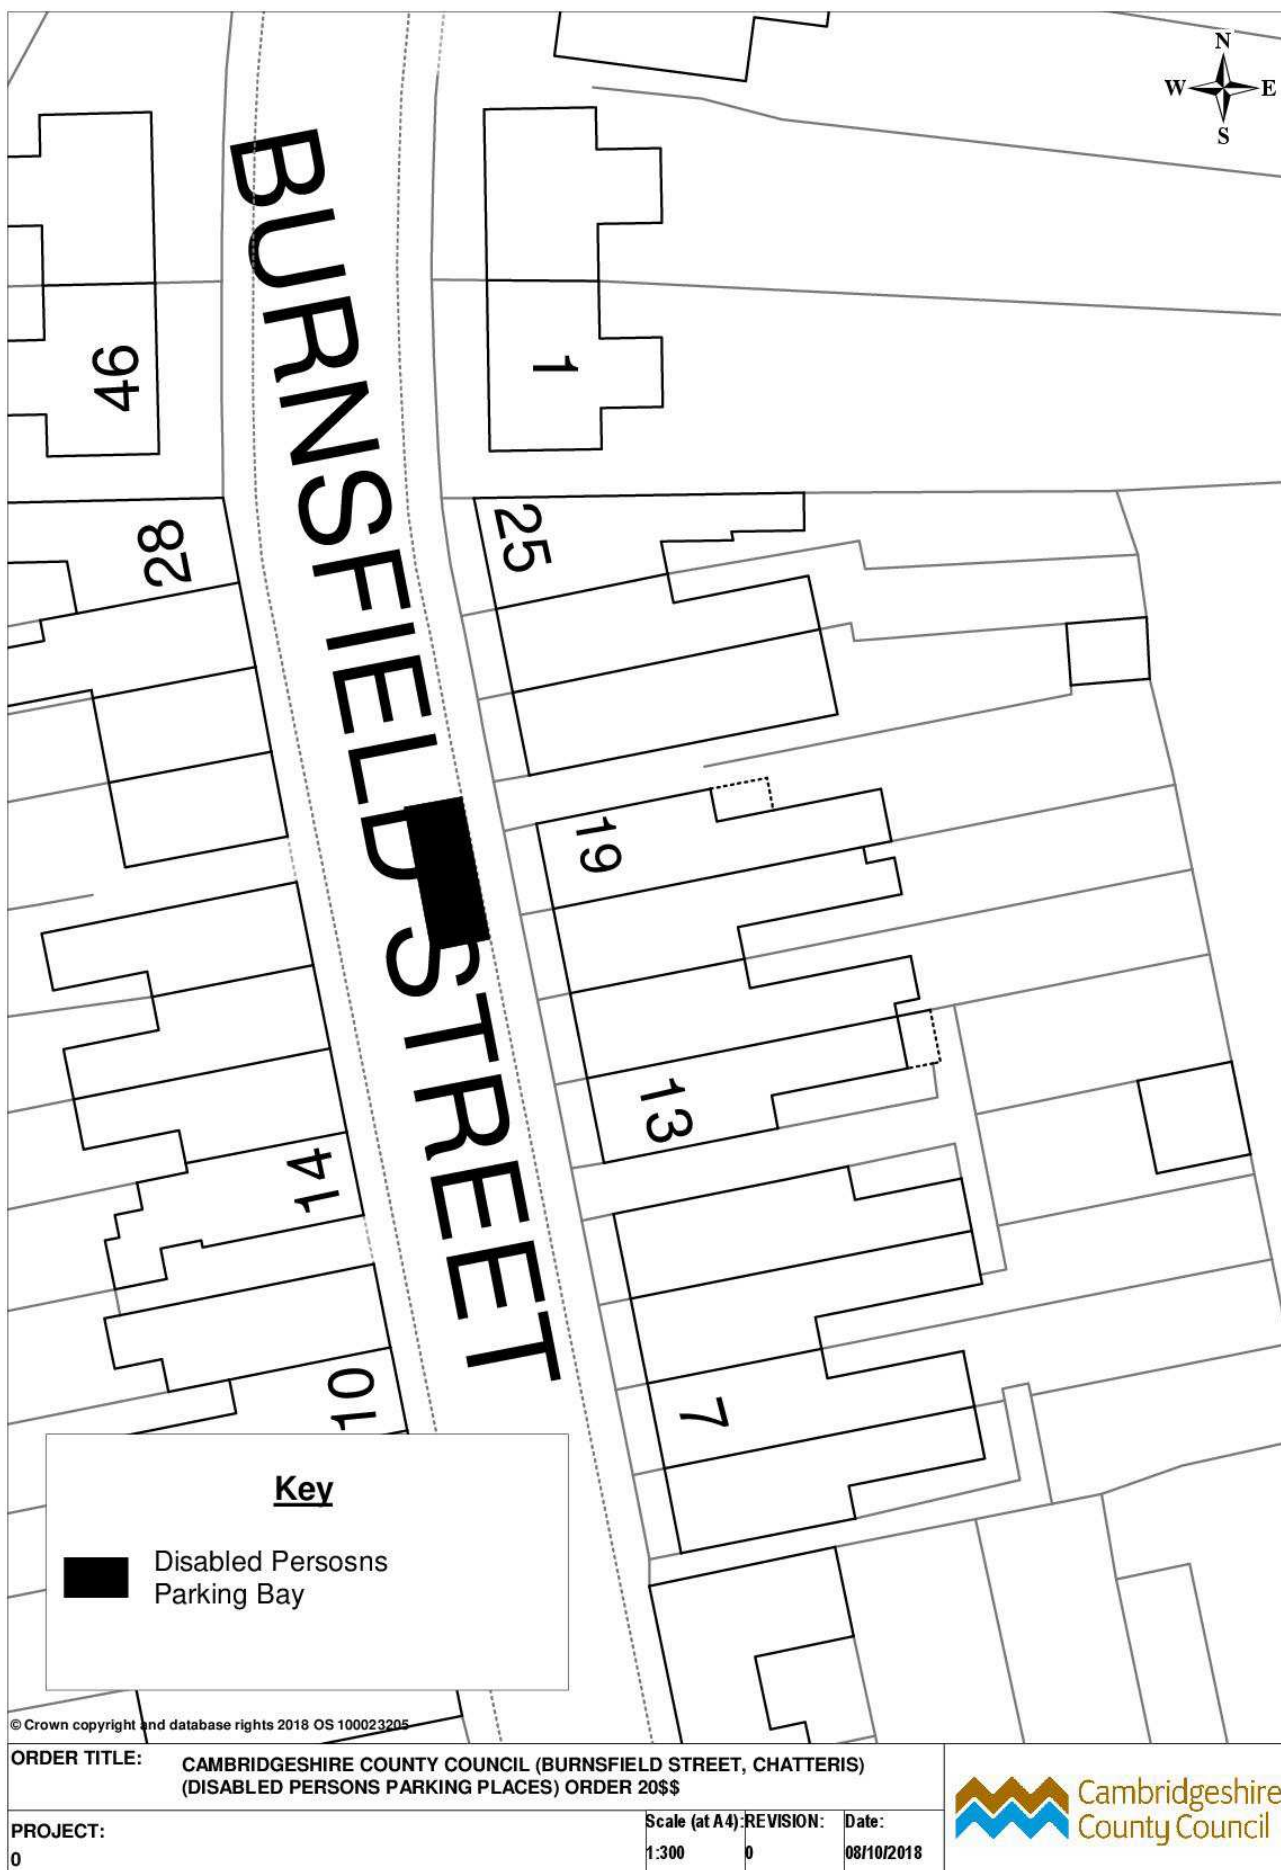 N
W E
S
BURNSFIELD STREET
46
1
28
25
19
13
14
10
7
Key
Disabled Persosns
Parking Bay
© Crown copyright and database rights 2018 OS 100023205
ORDER TITLE: CAMBRIDGESHIRE COUNTY COUNCIL (BURNSFIELD STREET, CHATTERIS)
(DISABLED PERSONS PARKING PLACES) ORDER 20$$
PROJECT:
0
Scale (at A4):
1:300
REVISION:
0
Date:
08/10/2018
Cambridgeshire
County Council